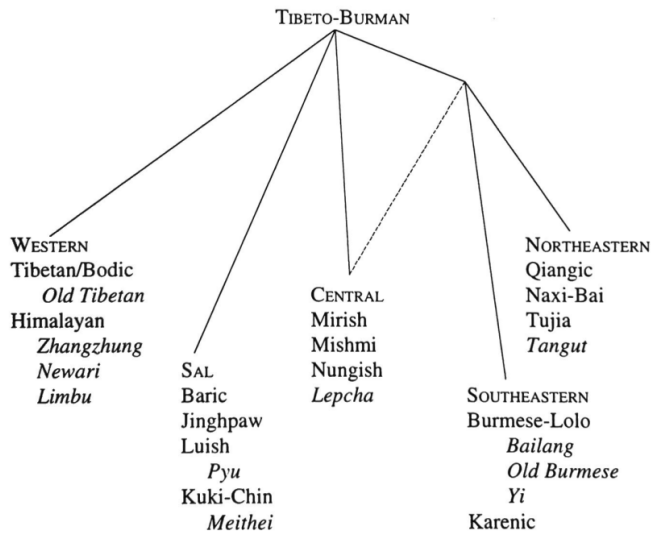 TIBETO-BURMAN
WESTERN
Tibetan/Bodic
Old Tibetan
Himalayan
Zhangzhung
Newari
Limbu
SAL
Baric
Jinghpaw
Luish
Pyu
Kuki-Chin
Meithei
CENTRAL
Mirish
Mishmi
Nungish
Lepcha
SOUTHEASTERN
Burmese-Lolo
Bailang
Old Burmese
Yi
Karenic
NORTHEASTERN
Qiangic
Naxi-Bai
Tujia
Tangut